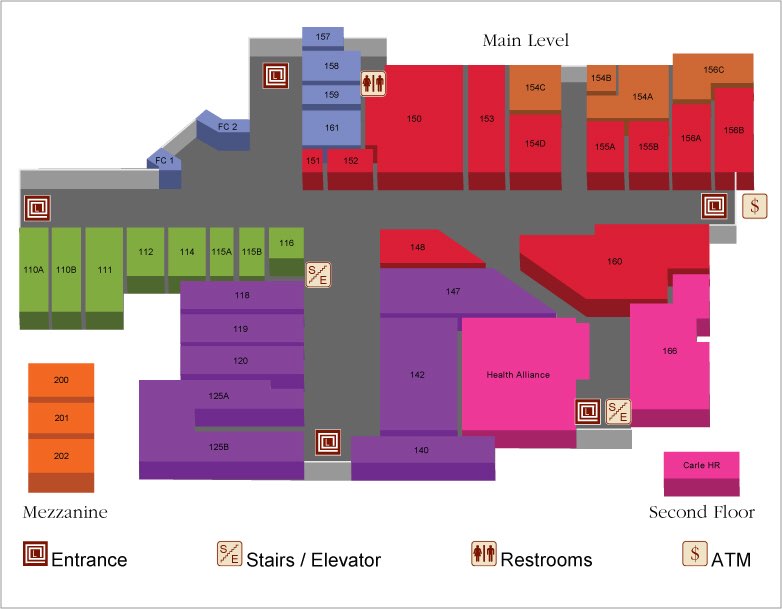 Main Level
157
158
159
161
FC 2
FC 1
L
150
153
154C
154D
154B
154A
155A
155B
156C
156A
156B
151
152
L
L
$
110A
110B
111
112
114
115A
115B
116
S/E
118
119
120
125A
125B
148
147
142
140
160
166
Health Alliance
L
S/E
L
200
201
202
Mezzanine
Carle HR
Second Floor
L Entrance
S/E Stairs / Elevator
Restrooms
$ ATM